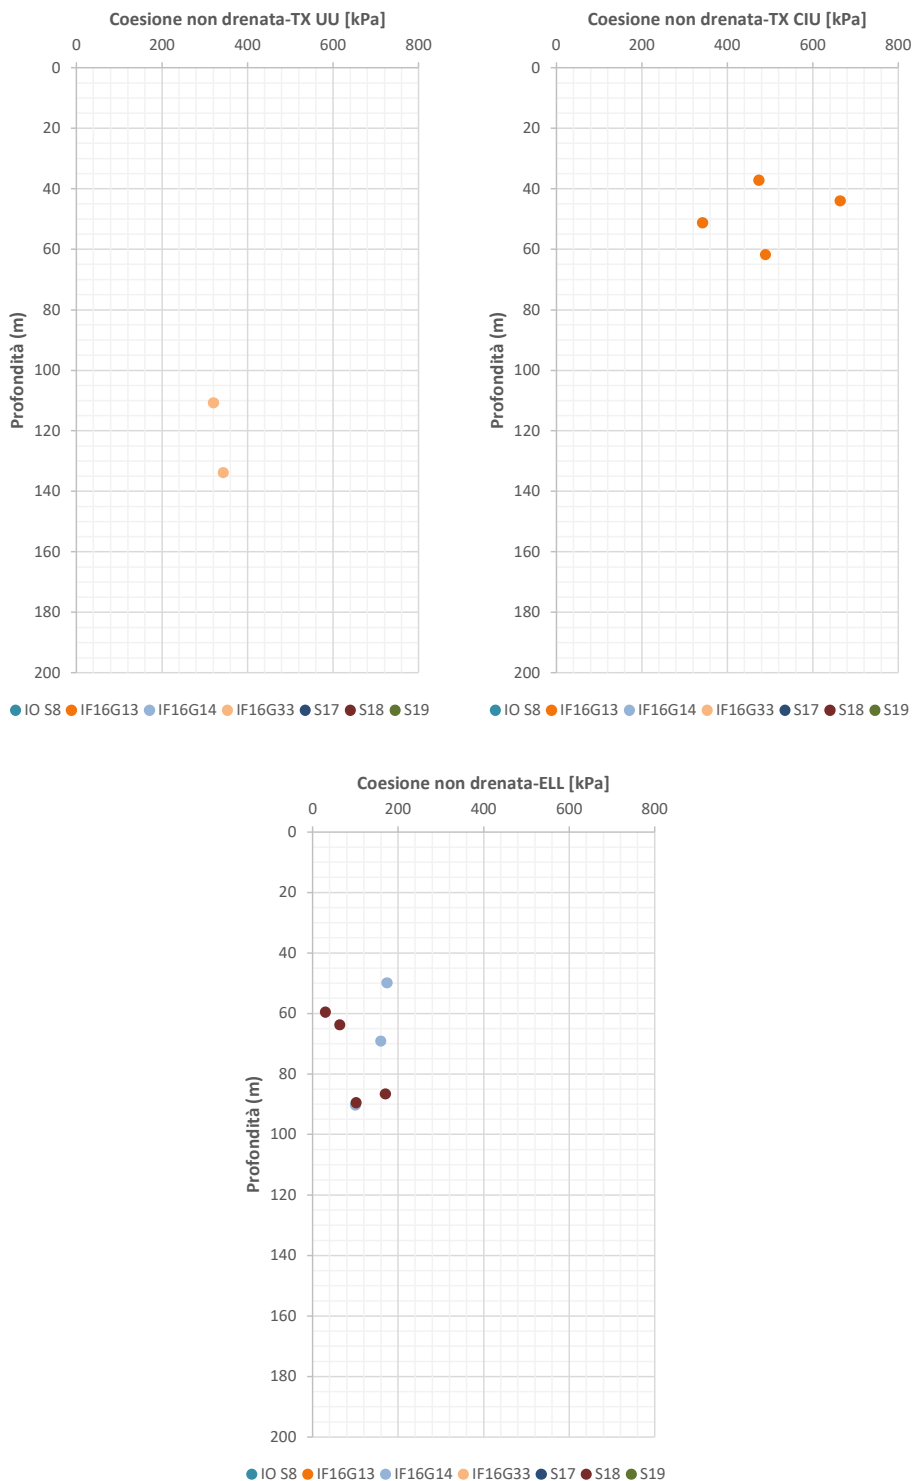 Coesione non drenata-TX UU [kPa]
0 200 400 600 800
0
20
40
60
80
100
120
140
160
180
200
Profondità (m)
IO S8 IF16G13 IF16G14 IF16G33 S17 S18 S19
Coesione non drenata-TX CIU [kPa]
0 200 400 600 800
0
20
40
60
80
100
120
140
160
180
200
Profondità (m)
IO S8 IF16G13 IF16G14 IF16G33 S17 S18 S19
Coesione non drenata-ELL [kPa]
0 200 400 600 800
0
20
40
60
80
100
120
140
160
180
200
Profondità (m)
IO S8 IF16G13 IF16G14 IF16G33 S17 S18 S19